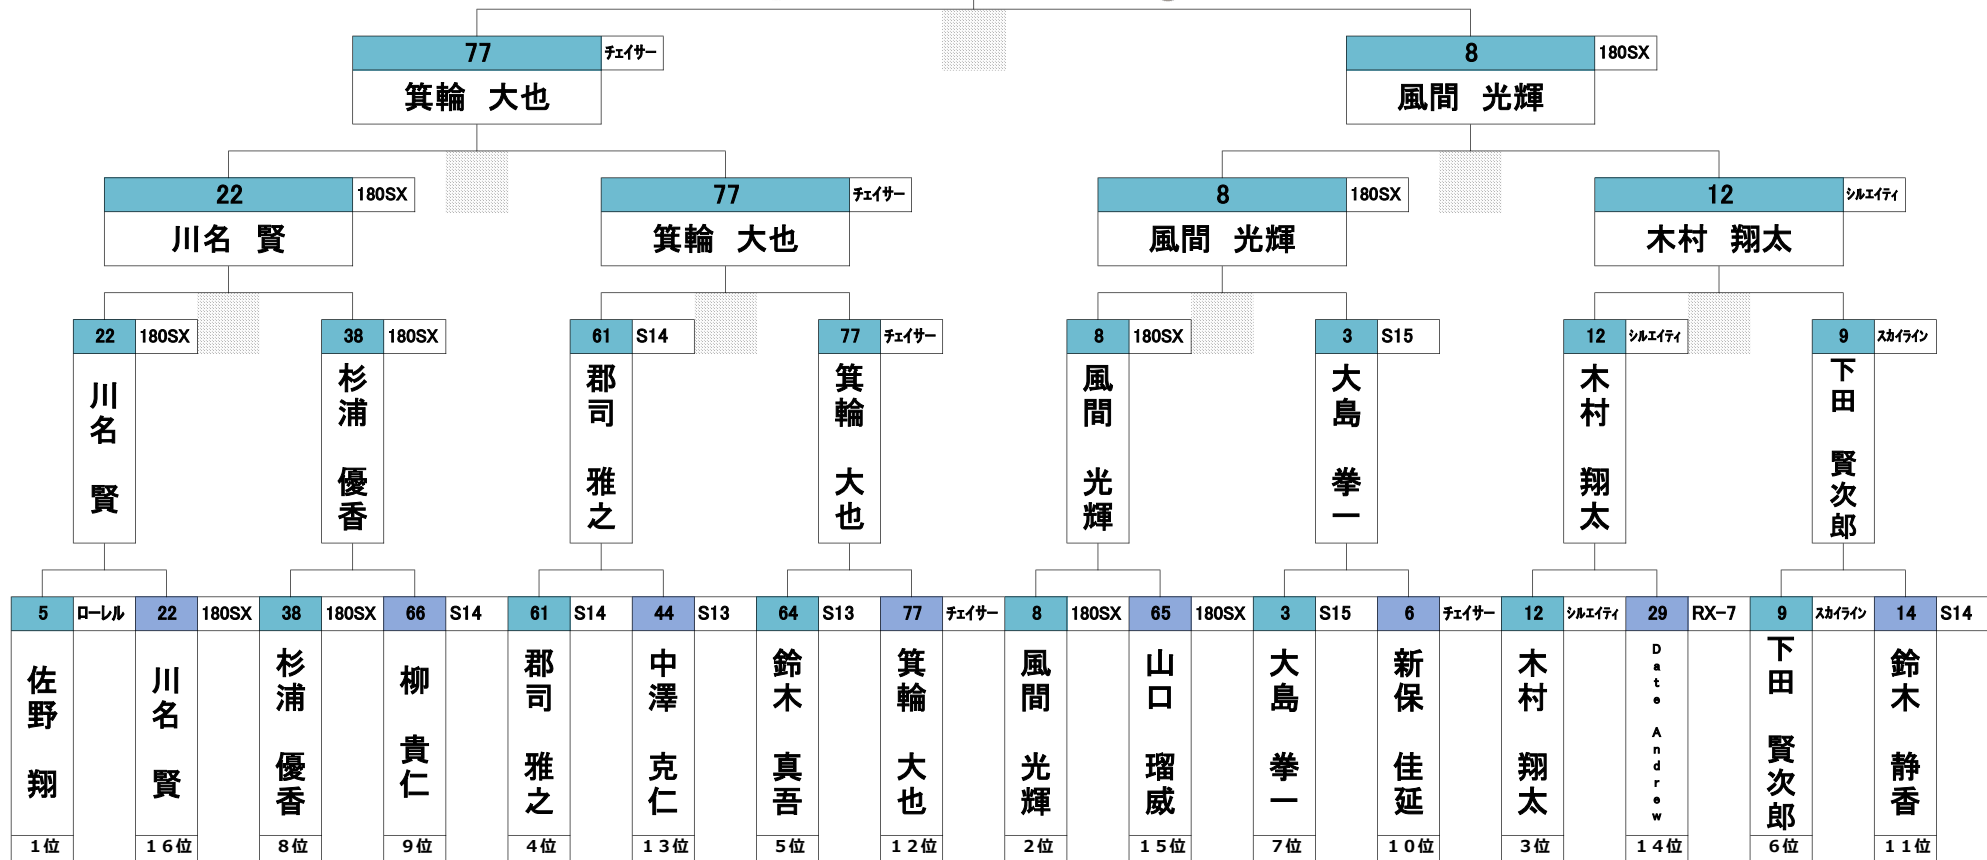 77 チェイサー 8 180SX
箕輪 大也 風間 光輝
22 180SX 77 チェイサー 8 180SX 12 シルエイティ
川名 賢 箕輪 大也 風間 光輝 木村 翔太
22 180SX 38 180SX 61 S14 77 チェイサー 8 180SX 3 S15 12 シルエイティ 9 スカイライン
川名 賢 杉浦 優香 郡司 雅之 箕輪 大也 風間 光輝 大島 拳一 木村 翔太 下田 賢次郎
5 ローレル 22 180SX 38 180SX 66 S14 61 S14 44 S13 64 S13 77 チェイサー 8 180SX 65 180SX 3 S15 6 チェイサー 12 シルエイティ 29 RX-7 9 スカイライン 14 S14
佐野 翔 川名 賢 杉浦 優香 柳 貴仁 郡司 雅之 中澤 克仁 鈴木 真吾 箕輪 大也 風間 光輝 山口 瑠威 大島 拳一 新保 佳延 木村 翔太 Date Andrew 下田 賢次郎 鈴木 静香
1位 16位 8位 9位 4位 13位 5位 12位 2位 15位 7位 10位 3位 14位 6位 11位